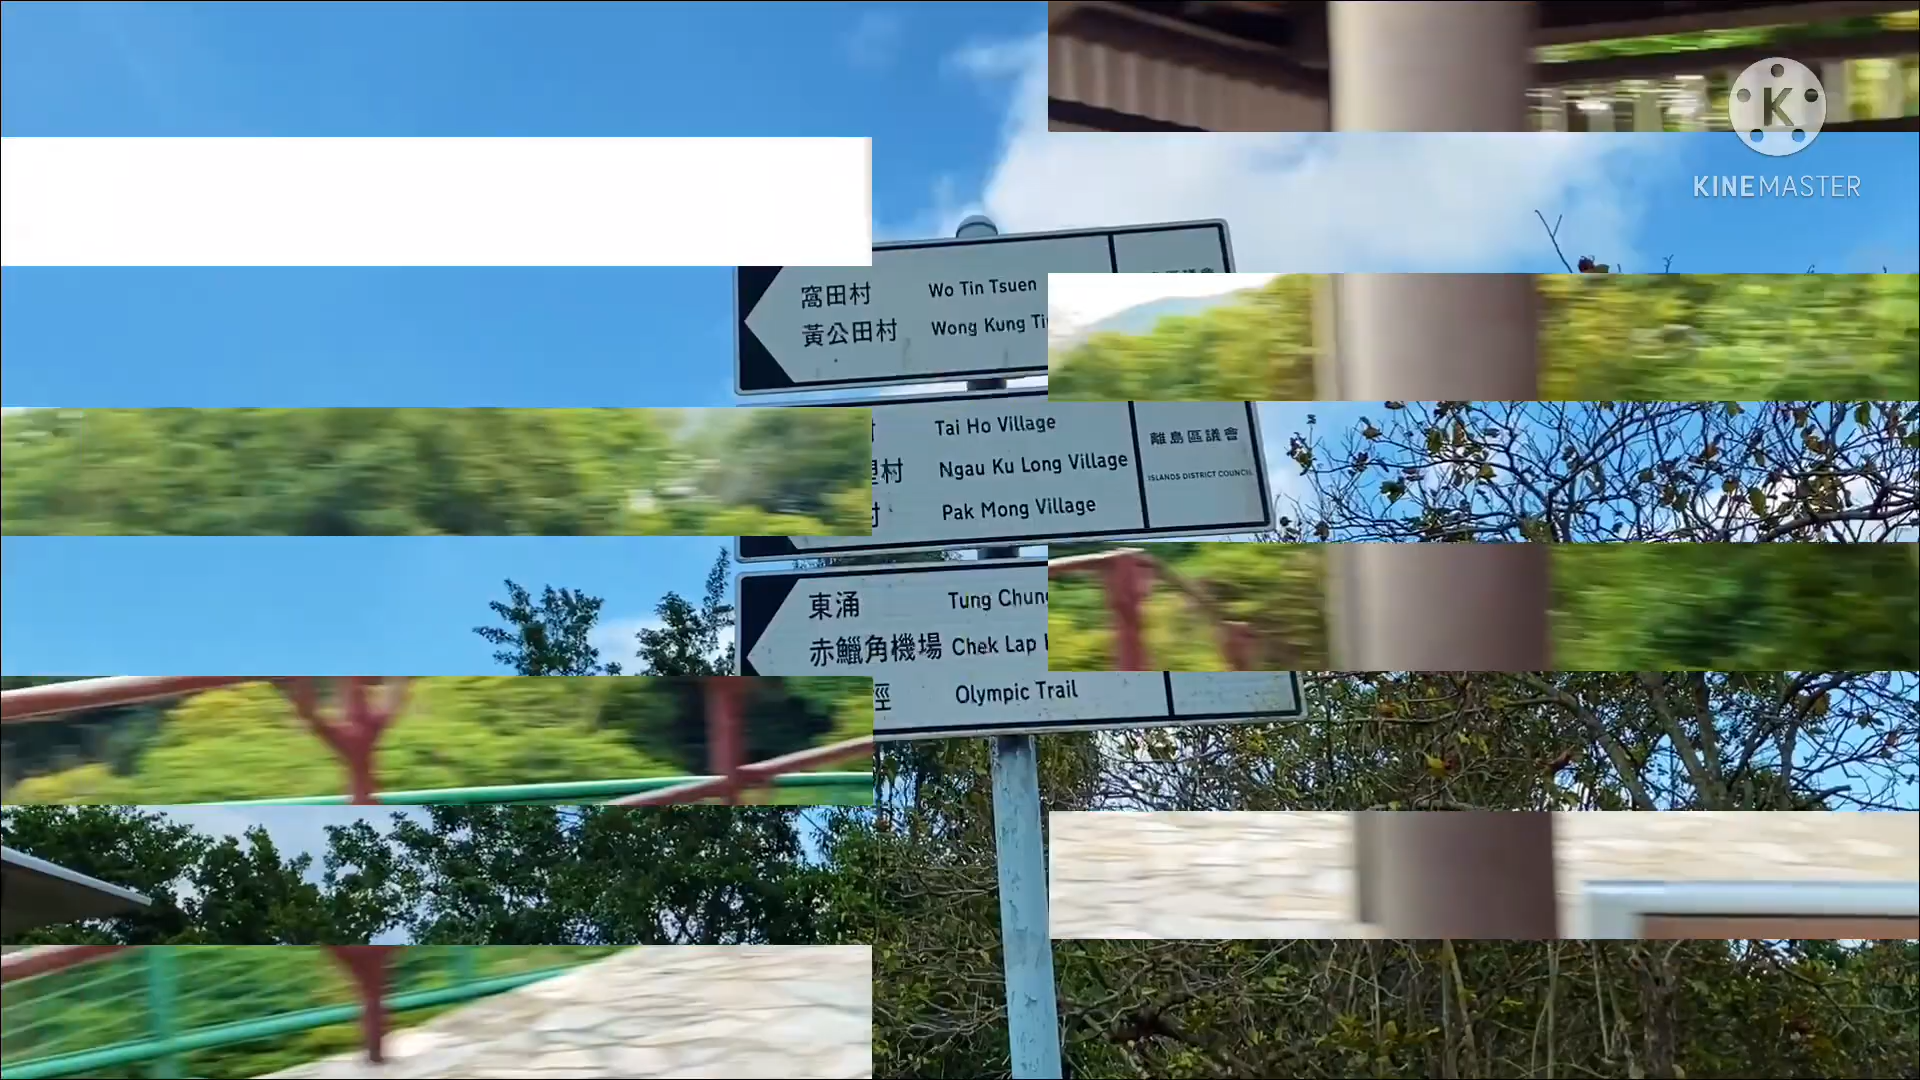 KINEMASTER
窩田村 Wo Tin Tsuen
黃公田村 Wong Kung
Tai Ho Village
村 Ngau Ku Long Village
Pak Mong Village
離島區議會
ISLANDS DISTRICT COUNCIL
東涌 Tung Chung
赤鱲角機場 Chek Lap
徑 Olympic Trail